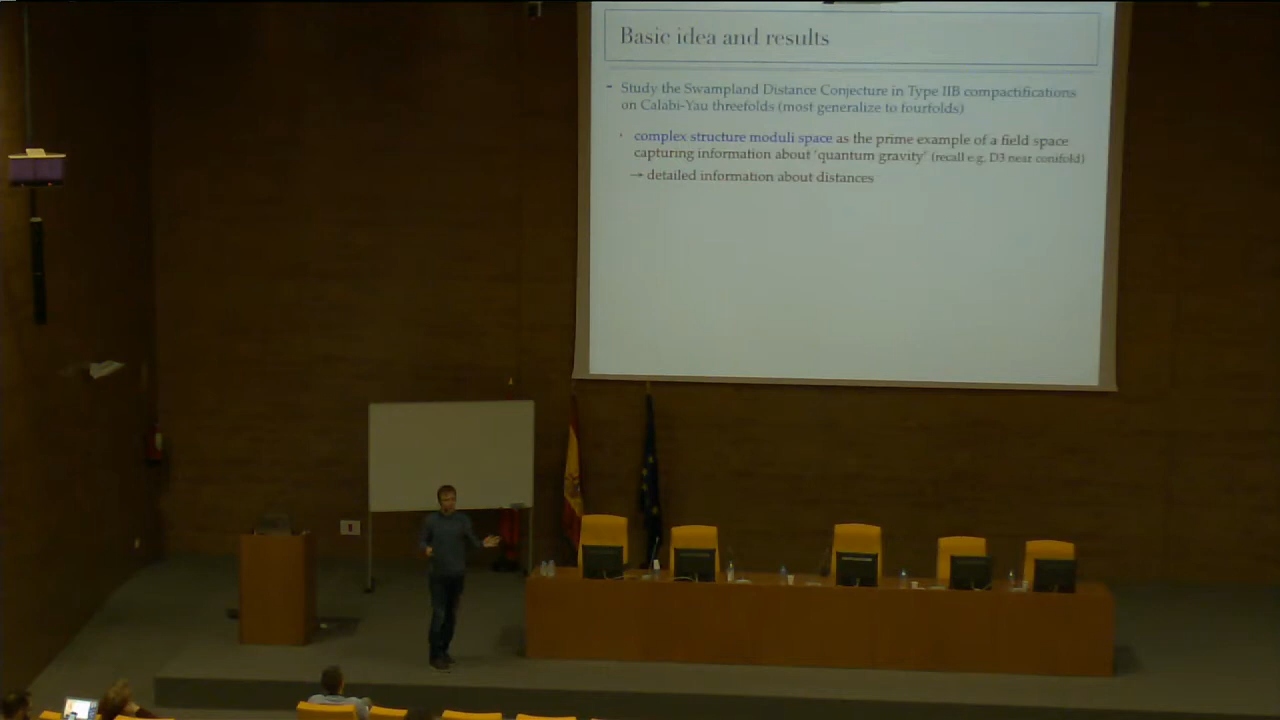 Basic idea and results
- Study the Swampland Distance Conjecture in Type IIB compactifications
on Calabi-Yau threefolds (most generalize to fourfolds)
· complex structure moduli space as the prime example of a field space
capturing information about 'quantum gravity' (recall e.g. D3 near conifold)
→ detailed information about distances